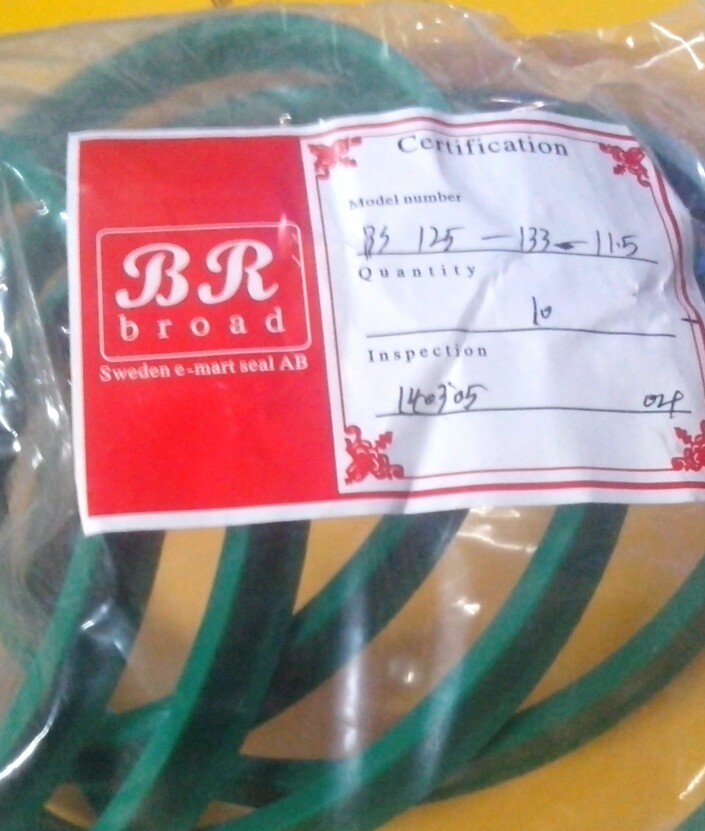 BR
broad
Sweden e-mart seal AB
Certification
Model number
BS 125 - 133 - 11.5
Quantity
10
Inspection
140305